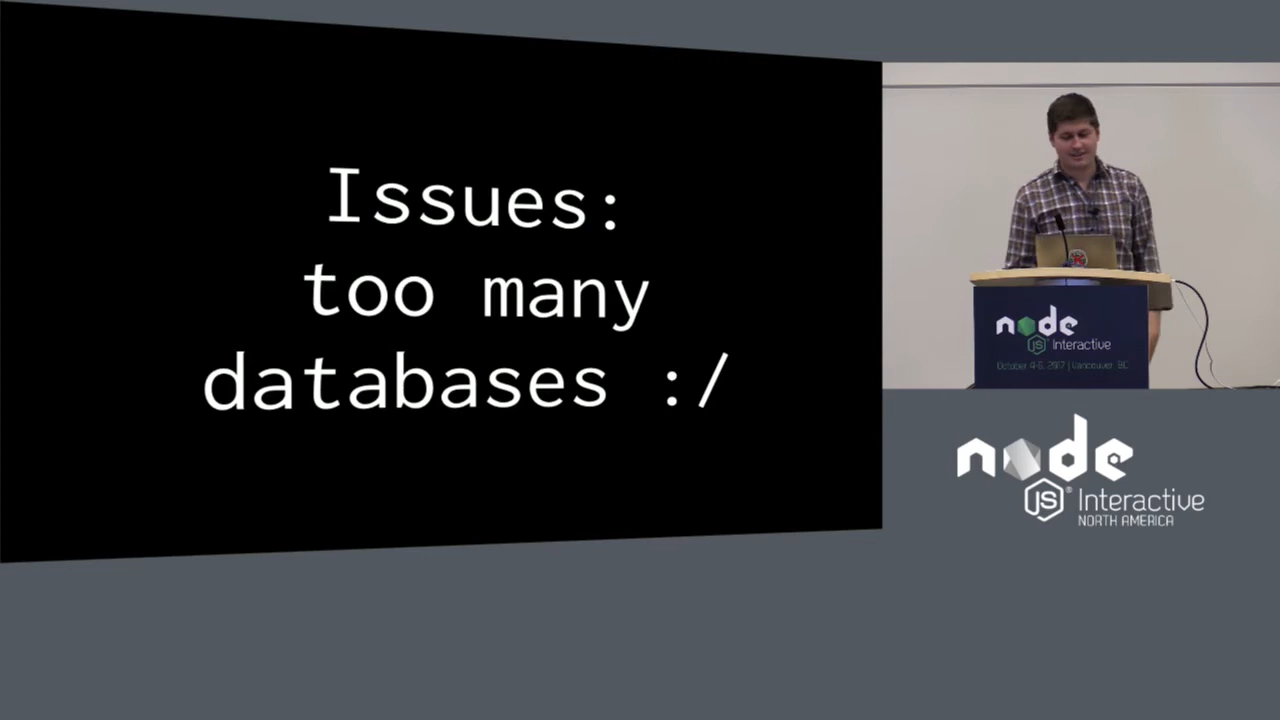 Issues:
too many
databases :/
node
JS Interactive
October 4-6, 2017 | Vancouver, BC
node
JS® Interactive
NORTH AMERICA